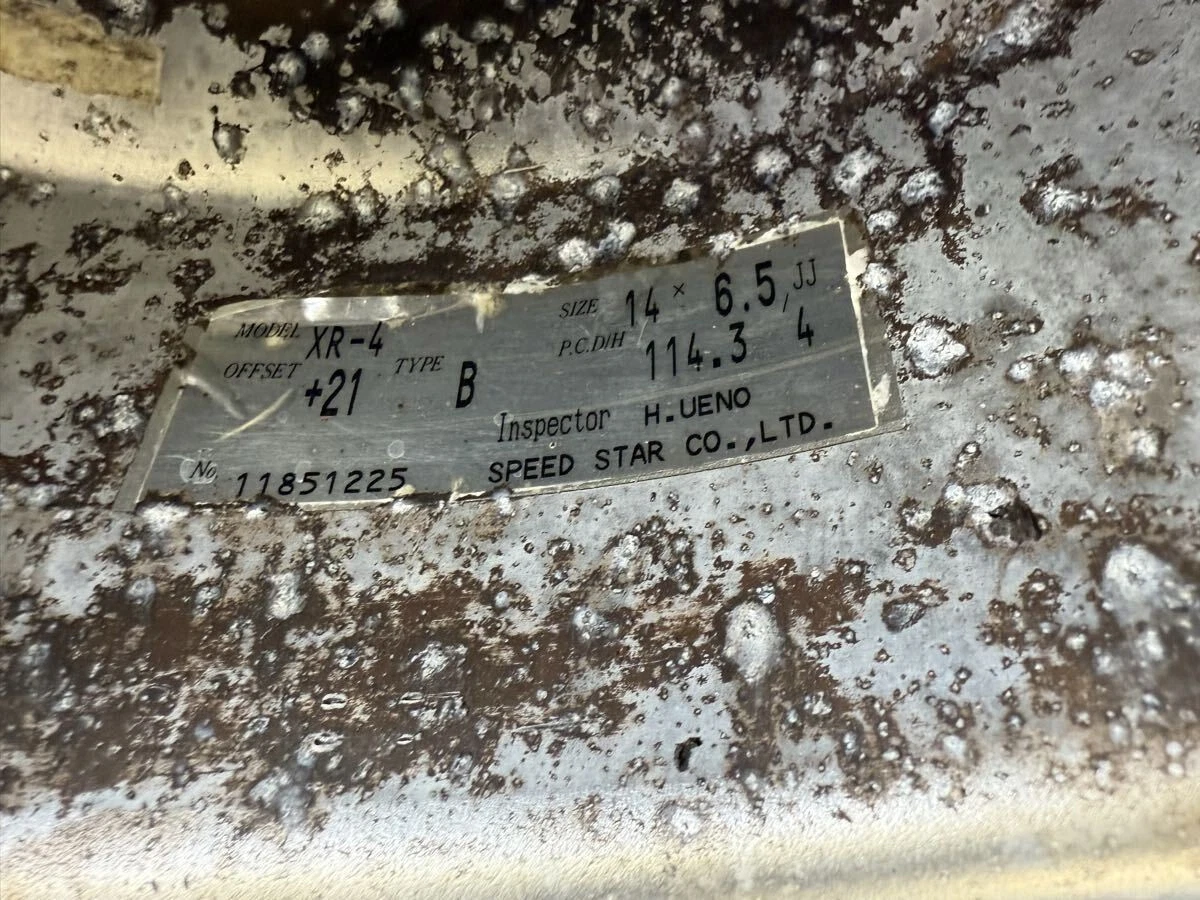 MODEL XR-4 SIZE 14 × 6.5, JJ
OFFSET +21 TYPE B P.C.D/H 114.3 4
Inspector H.UENO
No. 11851225 SPEED STAR CO.,LTD.